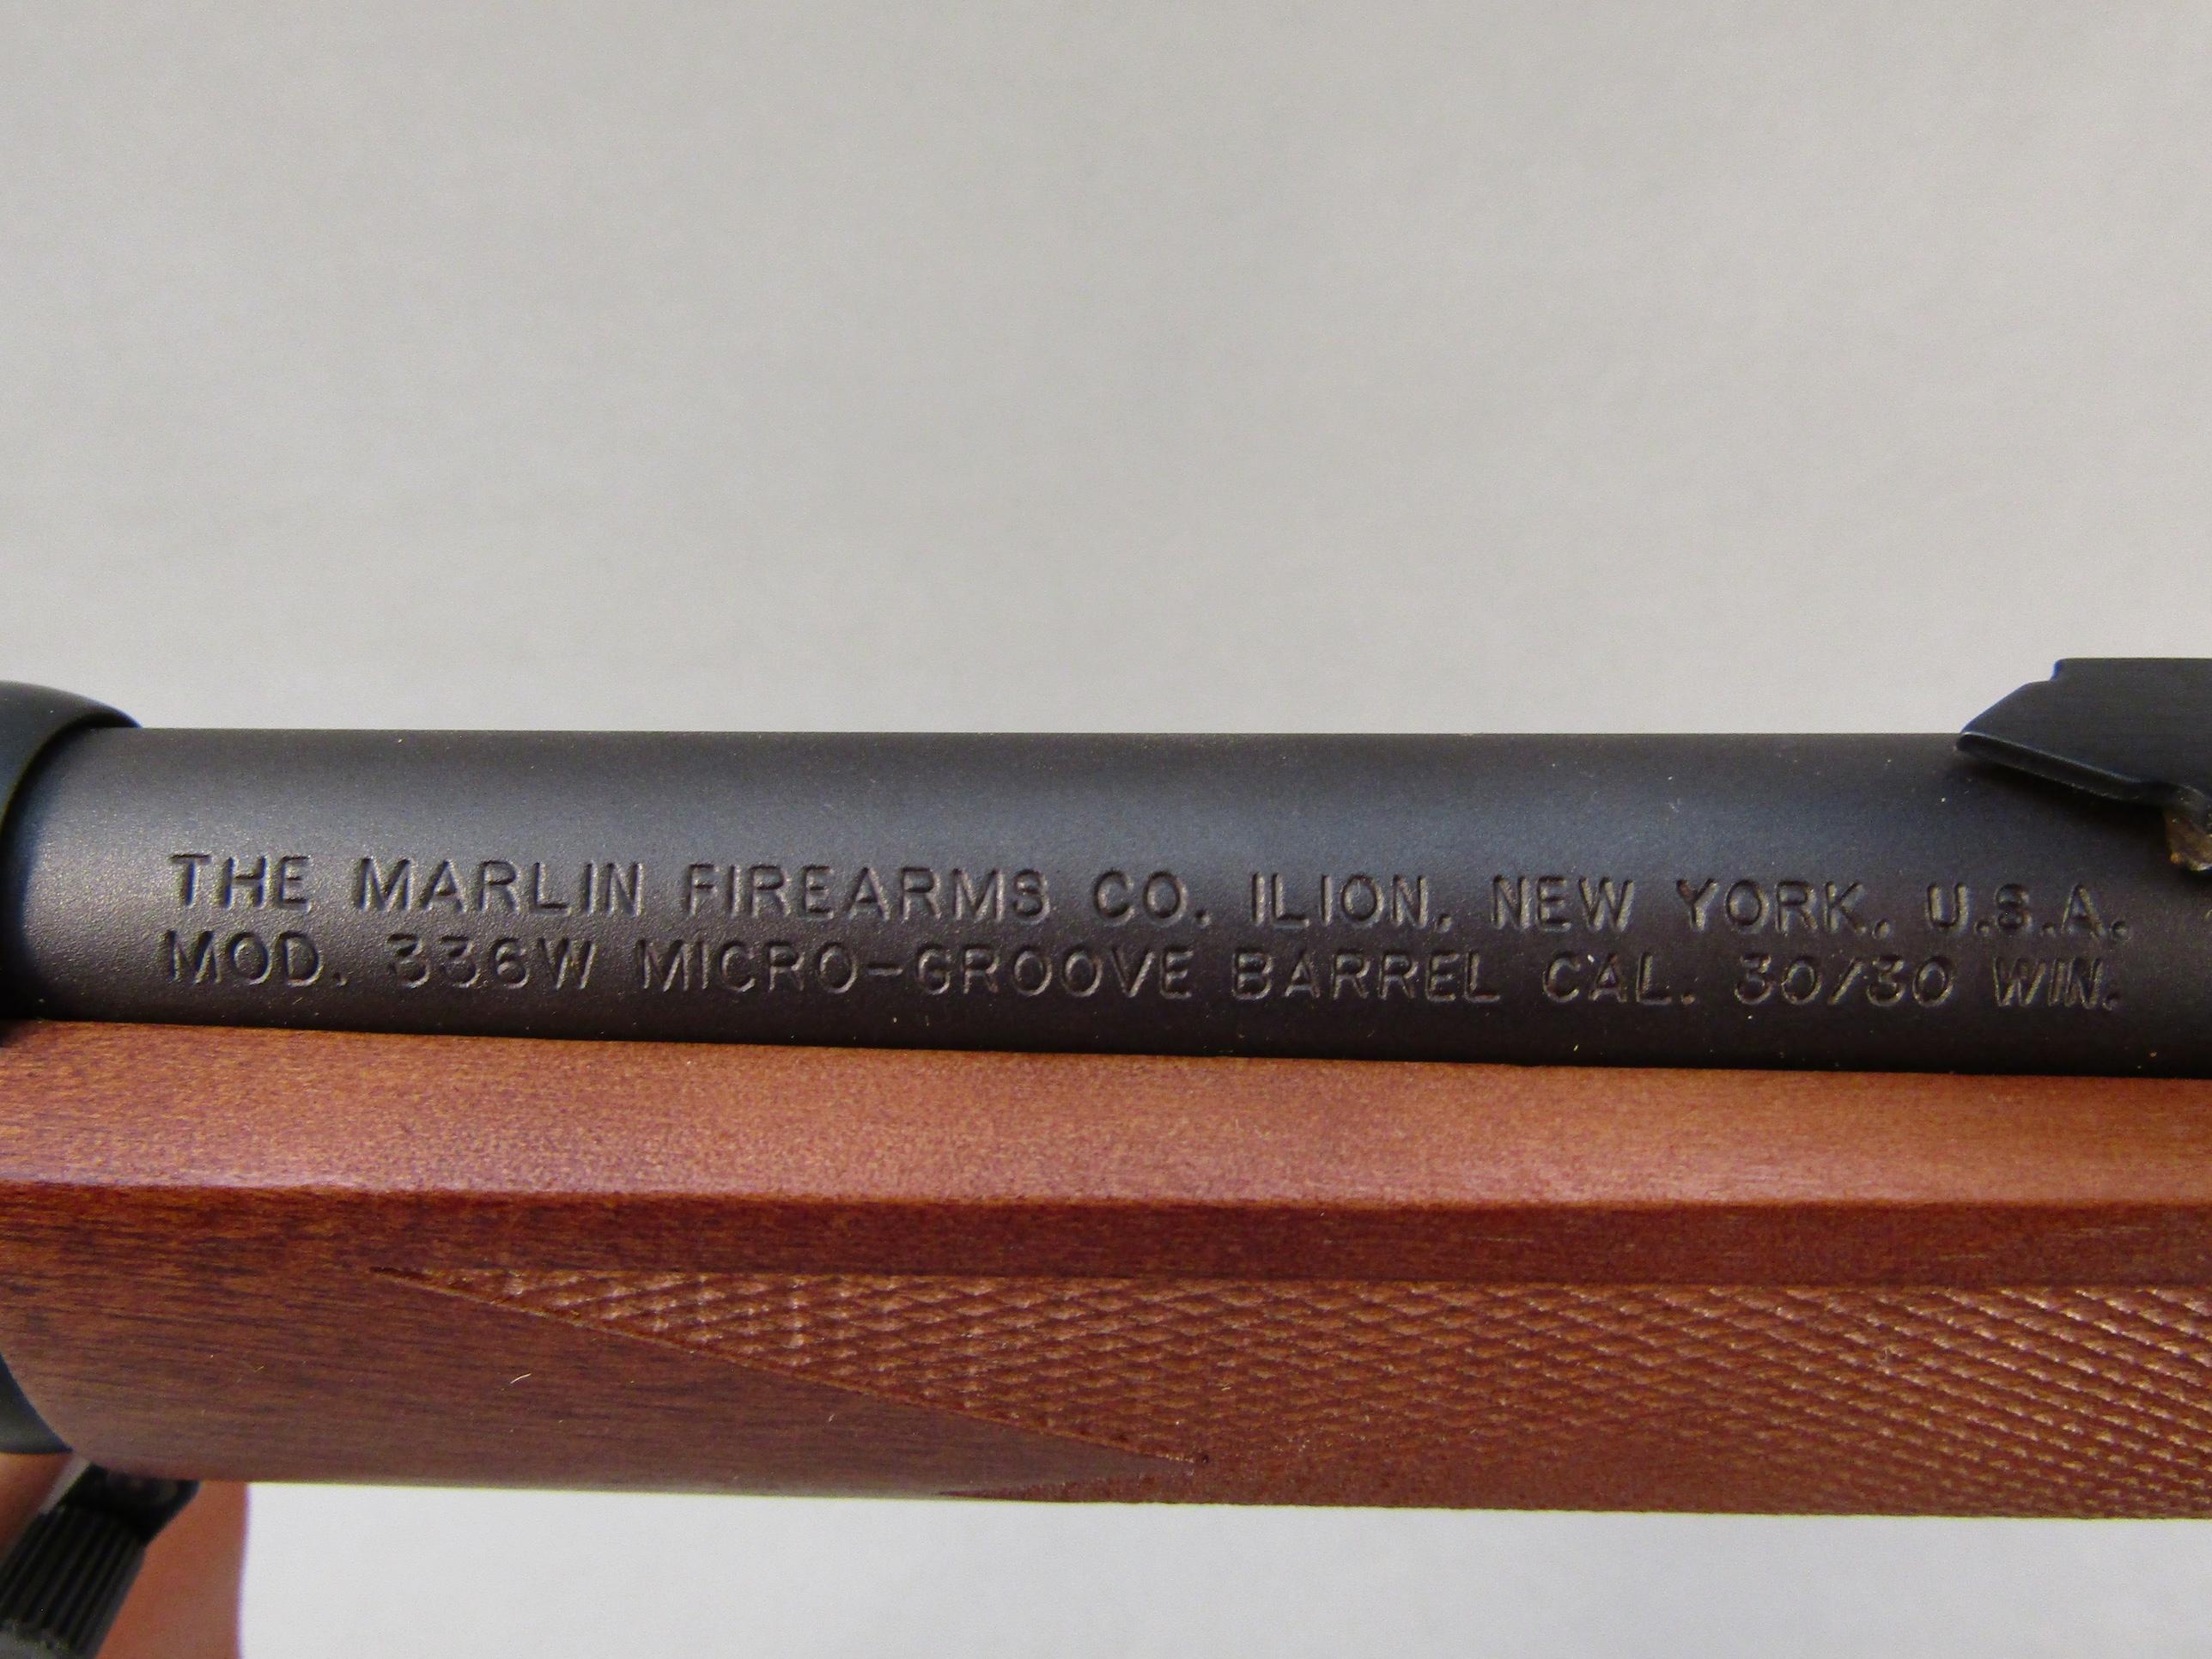 THE MARLIN FIREARMS CO. ILION, NEW YORK, U.S.A.
MOD. 336W MICRO-GROOVE BARREL CAL. 30/30 WIN.